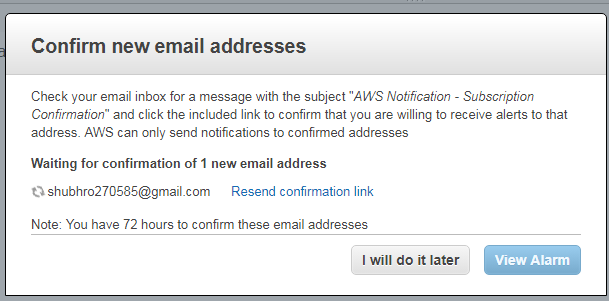 Confirm new email addresses
Check your email inbox for a message with the subject "AWS Notification - Subscription
Confirmation" and click the included link to confirm that you are willing to receive alerts to that
address. AWS can only send notifications to confirmed addresses
Waiting for confirmation of 1 new email address
shubhro270585@gmail.com Resend confirmation link
Note: You have 72 hours to confirm these email addresses
I will do it later View Alarm